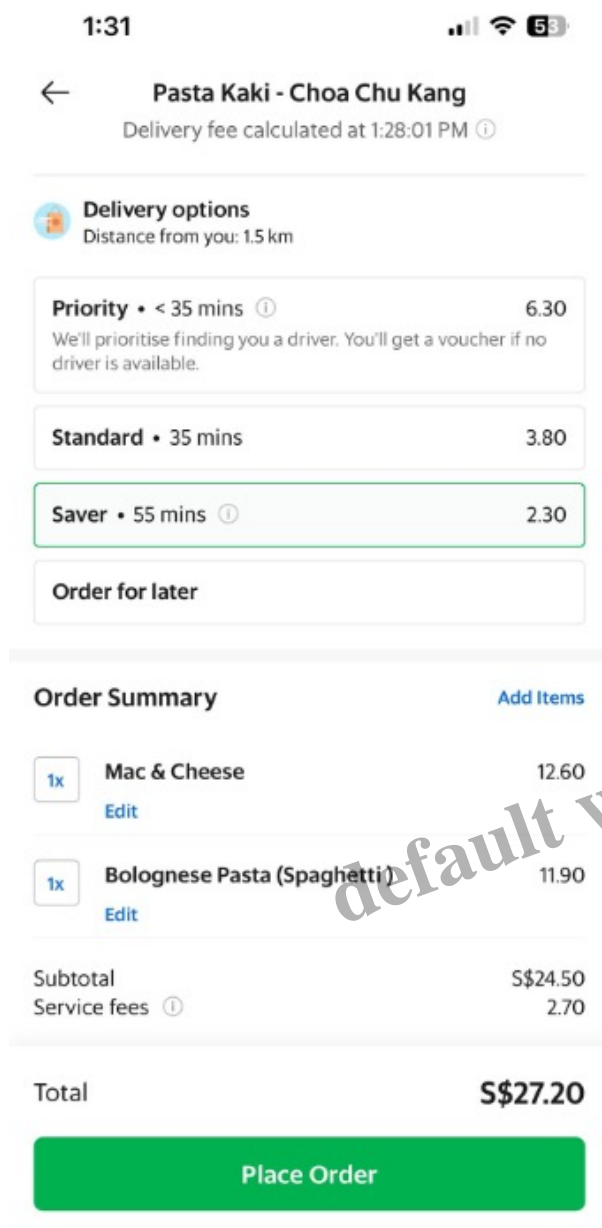 1:31
53
Pasta Kaki - Choa Chu Kang
Delivery fee calculated at 1:28:01 PM
Delivery options
Distance from you: 1.5 km
Priority • < 35 mins 6.30
We'll prioritise finding you a driver. You'll get a voucher if no
driver is available.
Standard • 35 mins 3.80
Saver • 55 mins 2.30
Order for later
Order Summary Add Items
1x Mac & Cheese 12.60
Edit
1x Bolognese Pasta (Spaghetti) 11.90
Edit
default
Subtotal S$24.50
Service fees 2.70
Total S$27.20
Place Order